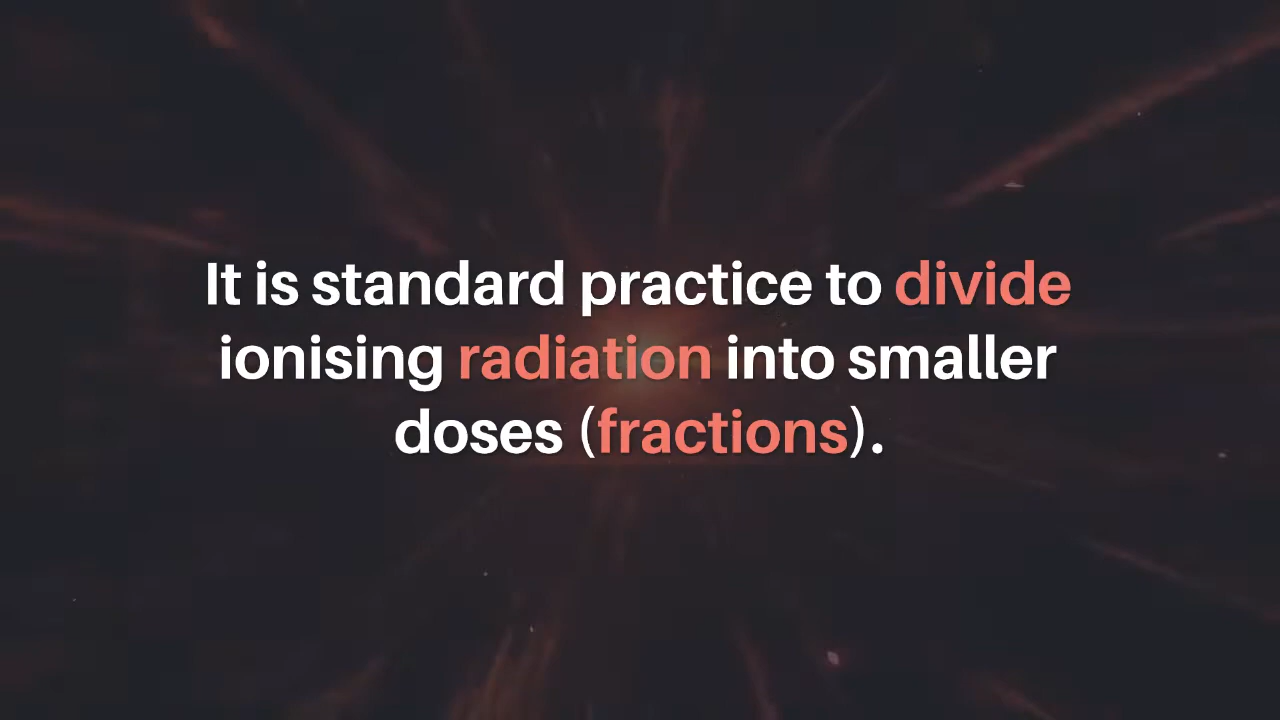 It is standard practice to divide
ionising radiation into smaller
doses (fractions).